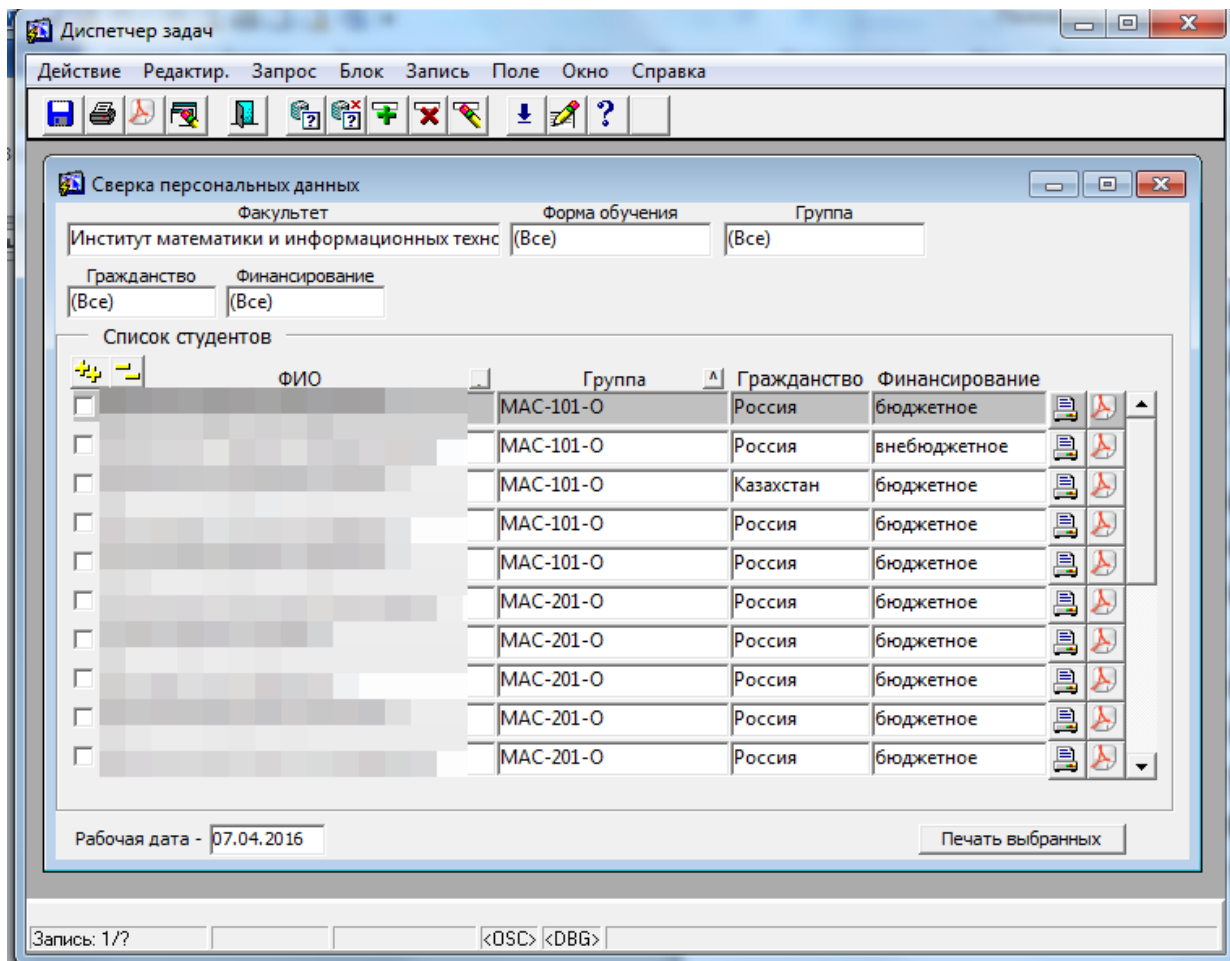 Диспетчер задач
Действие Редактир. Запрос Блок Запись Поле Окно Справка
Сверка персональных данных
Факультет Форма обучения Группа
Институт математики и информационных техно (Все) (Все)
Гражданство Финансирование
(Все) (Все)
Список студентов
ФИО Группа Гражданство Финансирование
МАС-101-О Россия бюджетное
МАС-101-О Россия внебюджетное
МАС-101-О Казахстан бюджетное
МАС-101-О Россия бюджетное
МАС-101-О Россия бюджетное
МАС-201-О Россия бюджетное
МАС-201-О Россия бюджетное
МАС-201-О Россия бюджетное
МАС-201-О Россия бюджетное
МАС-201-О Россия бюджетное
Рабочая дата - 07.04.2016 Печать выбранных
Запись: 1/? <OSC> <DBG>